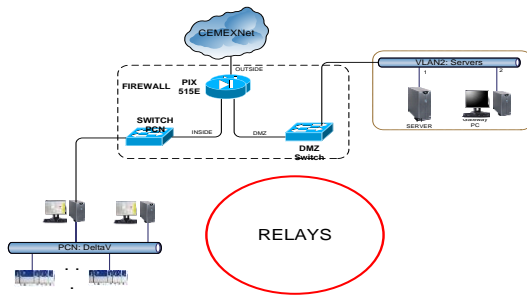 CEMEXNet
OUTSIDE
VLAN2: Servers
1
2
FIREWALL
PIX
515E
SERVER
PC
SWITCH
PCN
INSIDE
DMZ
DMZ
Switch
RELAYS
PCN: DeltaV
. .